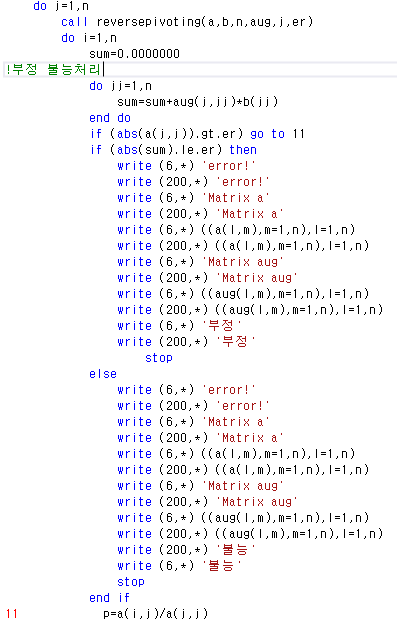 do j=1,n
call reversepivoting(a,b,n,aug,j,er)
do i=1,n
sum=0.0000000
!부정 불능처리
do jj=1,n
sum=sum+aug(j,jj)*b(jj)
end do
if (abs(a(j,j)).gt.er) go to 11
if (abs(sum).le.er) then
write (6,*) 'error!'
write (200,*) 'error!'
write (6,*) 'Matrix a'
write (200,*) 'Matrix a'
write (6,*) ((a(l,m),m=1,n),l=1,n)
write (200,*) ((a(l,m),m=1,n),l=1,n)
write (6,*) 'Matrix aug'
write (200,*) 'Matrix aug'
write (6,*) ((aug(l,m),m=1,n),l=1,n)
write (200,*) ((aug(l,m),m=1,n),l=1,n)
write (6,*) '부정'
write (200,*) '부정'
stop
else
write (6,*) 'error!'
write (200,*) 'error!'
write (6,*) 'Matrix a'
write (200,*) 'Matrix a'
write (6,*) ((a(l,m),m=1,n),l=1,n)
write (200,*) ((a(l,m),m=1,n),l=1,n)
write (6,*) 'Matrix aug'
write (200,*) 'Matrix aug'
write (6,*) ((aug(l,m),m=1,n),l=1,n)
write (200,*) ((aug(l,m),m=1,n),l=1,n)
write (200,*) '불능'
write (6,*) '불능'
stop
end if
11 p=a(i,j)/a(j,j)